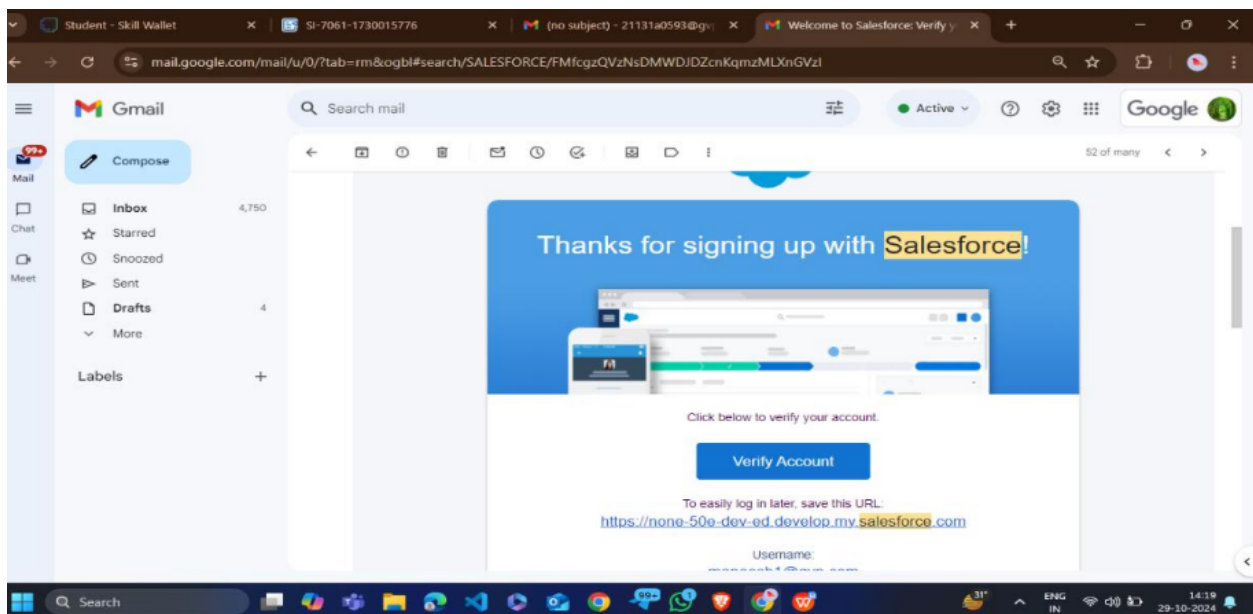 Student - Skill Wallet
SI-7061-1730015776
(no subject) - 21131a0593@gv
Welcome to Salesforce: Verify y
mail.google.com/mail/u/0/?tab=rm&ogbl#search/SALESFORCE/FMfcgzQVzNsDMWDJDZcnKqmzMLXnGVzl
Gmail
Search mail
Active
Google
99+
Mail
Chat
Meet
Compose
Inbox 4,750
Starred
Snoozed
Sent
Drafts 4
More
Labels
52 of many
Thanks for signing up with Salesforce!
Click below to verify your account.
Verify Account
To easily log in later, save this URL:
https://none-50e-dev-ed.develop.my.salesforce.com
Username:
Search
99+
31°
ENG
IN
14:19
29-10-2024